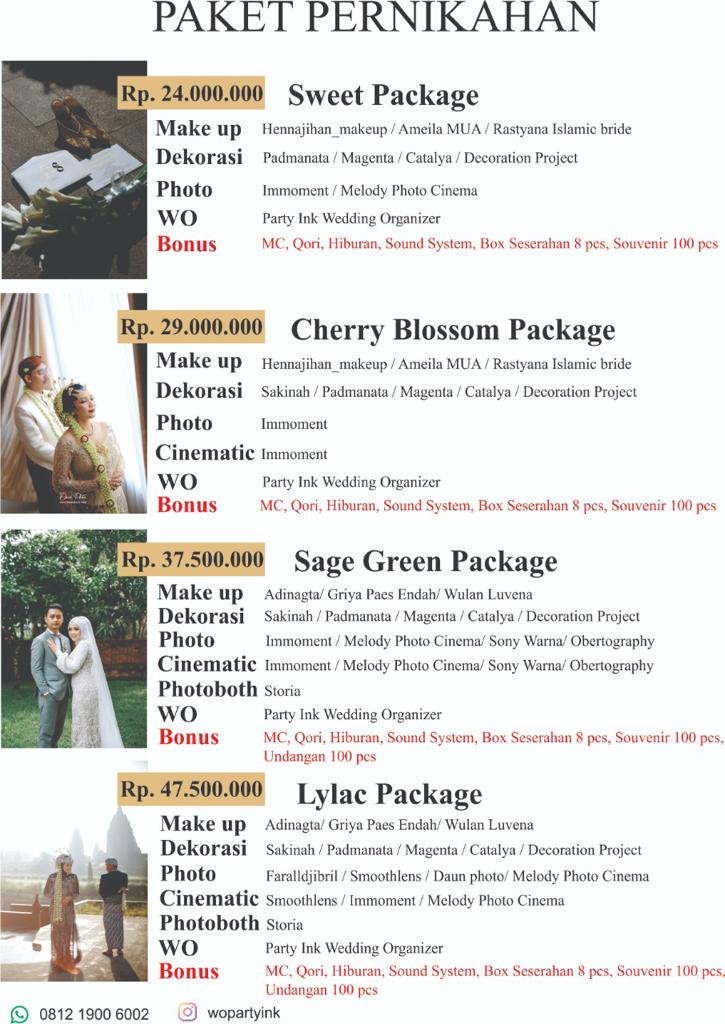 PAKET PERNIKAHAN
Rp. 24.000.000 Sweet Package
Make up Hennajihan_makeup / Ameila MUA / Rastyana Islamic bride
Dekorasi Padmanata / Magenta / Catalya / Decoration Project
Photo Immoment / Melody Photo Cinema
WO Party Ink Wedding Organizer
Bonus MC, Qori, Hiburan, Sound System, Box Seserahan 8 pcs, Souvenir 100 pcs
Rp. 29.000.000 Cherry Blossom Package
Make up Hennajihan_makeup / Ameila MUA / Rastyana Islamic bride
Dekorasi Sakinah / Padmanata / Magenta / Catalya / Decoration Project
Photo Immoment
Cinematic Immoment
WO Party Ink Wedding Organizer
Bonus MC, Qori, Hiburan, Sound System, Box Seserahan 8 pcs, Souvenir 100 pcs
Rp. 37.500.000 Sage Green Package
Make up Adinagta/ Griya Paes Endah/ Wulan Luvena
Dekorasi Sakinah / Padmanata / Magenta / Catalya / Decoration Project
Photo Immoment / Melody Photo Cinema/ Sony Warna/ Obertography
Cinematic Immoment / Melody Photo Cinema/ Sony Warna/ Obertography
Photoboth Storia
WO Party Ink Wedding Organizer
Bonus MC, Qori, Hiburan, Sound System, Box Seserahan 8 pcs, Souvenir 100 pcs,
Undangan 100 pcs
Rp. 47.500.000 Lylac Package
Make up Adinagta/ Griya Paes Endah/ Wulan Luvena
Dekorasi Sakinah / Padmanata / Magenta / Catalya / Decoration Project
Photo Faralldjibril / Smoothlens / Daun photo/ Melody Photo Cinema
Cinematic Smoothlens / Immoment / Melody Photo Cinema
Photoboth Storia
WO Party Ink Wedding Organizer
Bonus MC, Qori, Hiburan, Sound System, Box Seserahan 8 pcs, Souvenir 100 pcs,
Undangan 100 pcs
0812 1900 6002 wopartyink